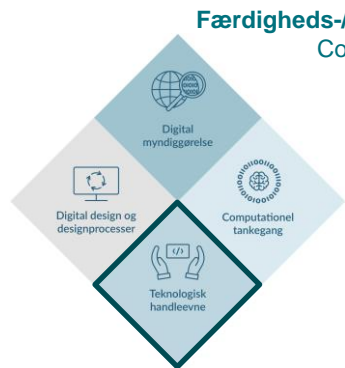 Færdigheds-/
Co
Digital
myndiggørelse
Digital design og
designprocesser
Computationel
tankegang
</>
Teknologisk
handleevne